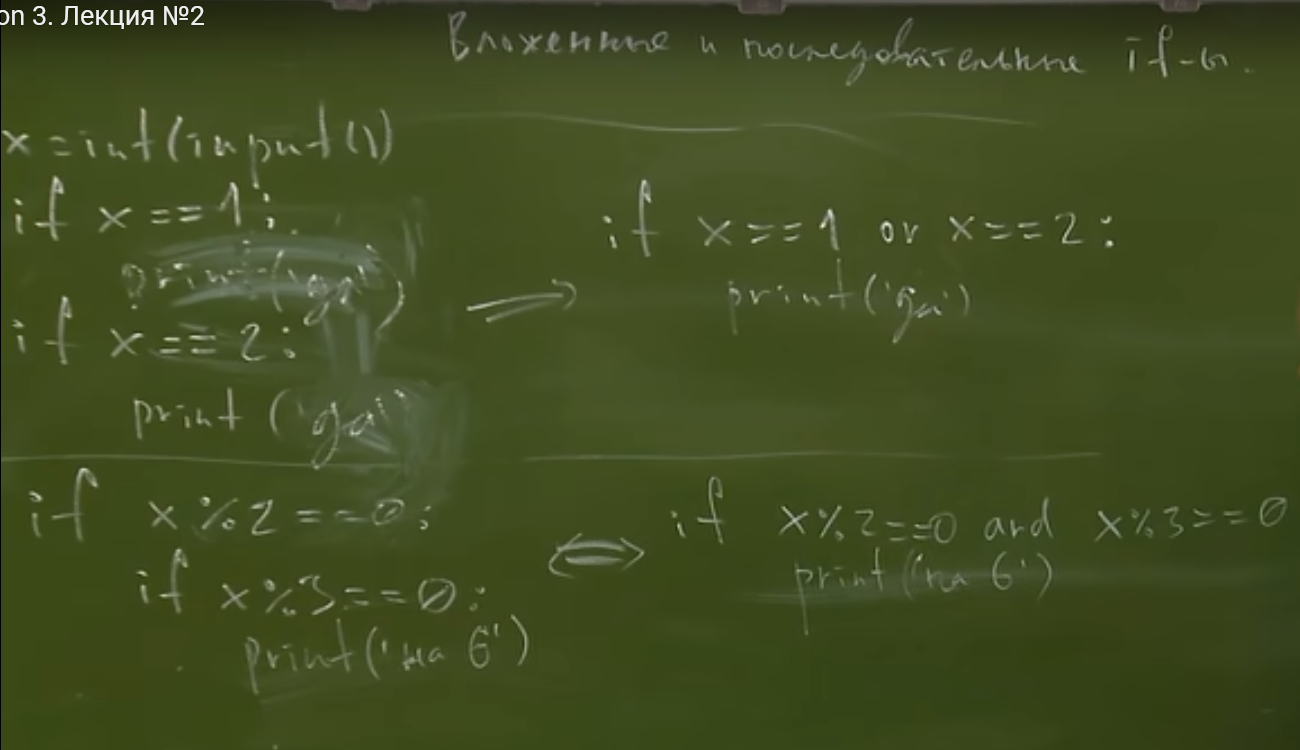 on 3. Лекция №2
Вложенные и последовательные if-ы.
x=int(input())
if x==1:
print('да')
if x==2:
print('да')
if x==1 or x==2:
print('да')
if x%2==0:
if x%3==0:
print('на 6')
if x%2==0 and x%3==0
print('на 6')